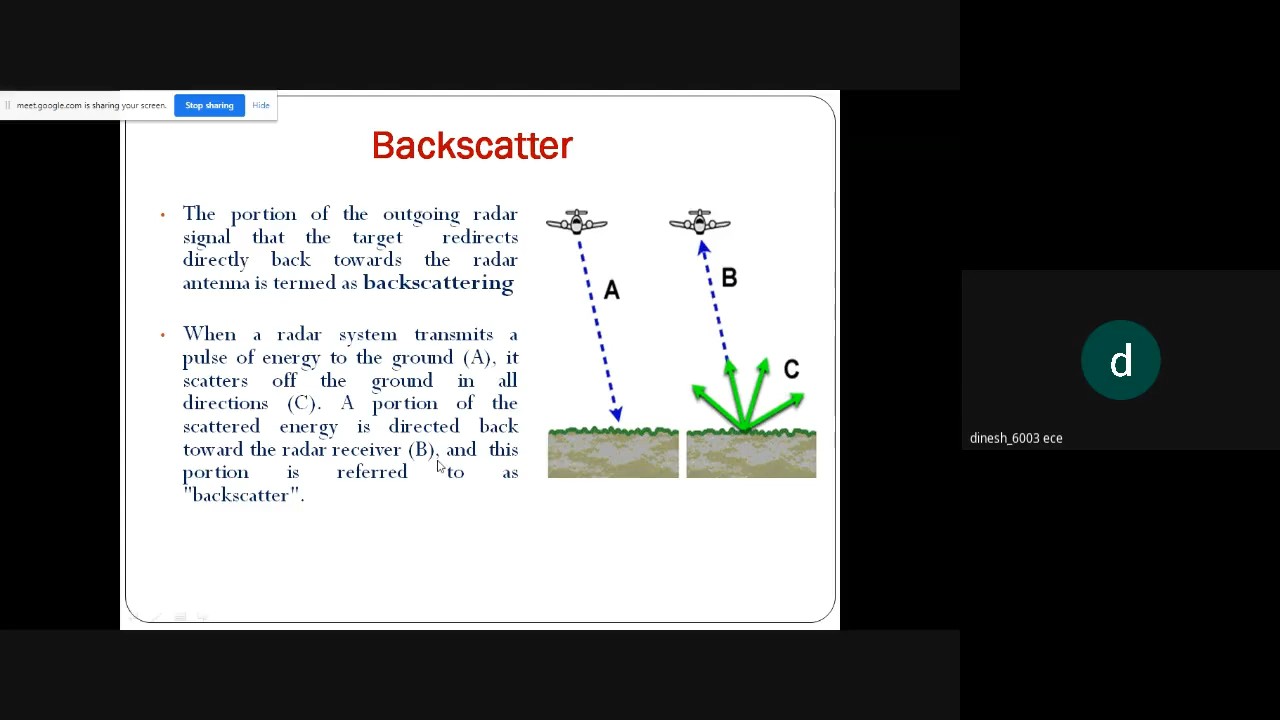 meet.google.com is sharing your screen.
Stop sharing
Hide
Backscatter
• The portion of the outgoing radar
signal that the target redirects
directly back towards the radar
antenna is termed as backscattering
• When a radar system transmits a
pulse of energy to the ground (A), it
scatters off the ground in all
directions (C). A portion of the
scattered energy is directed back
toward the radar receiver (B), and this
portion is referred to as
"backscatter".
A
B
C
d
dinesh_6003 ece